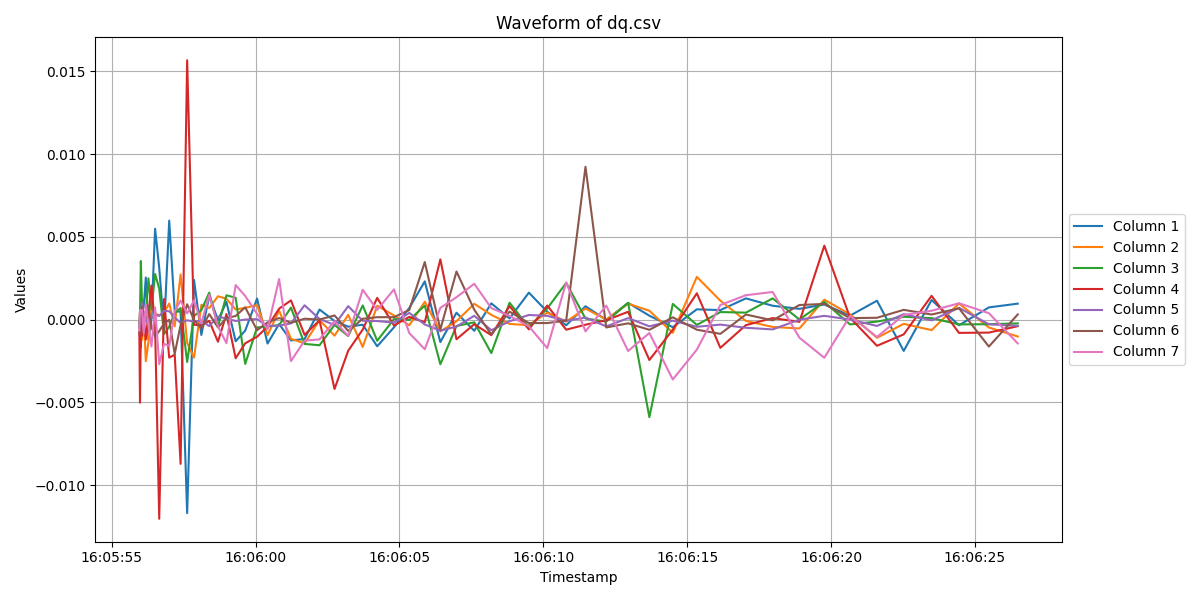 Waveform of dq.csv
Values
0.015
0.010
0.005
0.000
−0.005
−0.010
16:05:55
16:06:00
16:06:05
16:06:10
16:06:15
16:06:20
16:06:25
Timestamp
Column 1
Column 2
Column 3
Column 4
Column 5
Column 6
Column 7